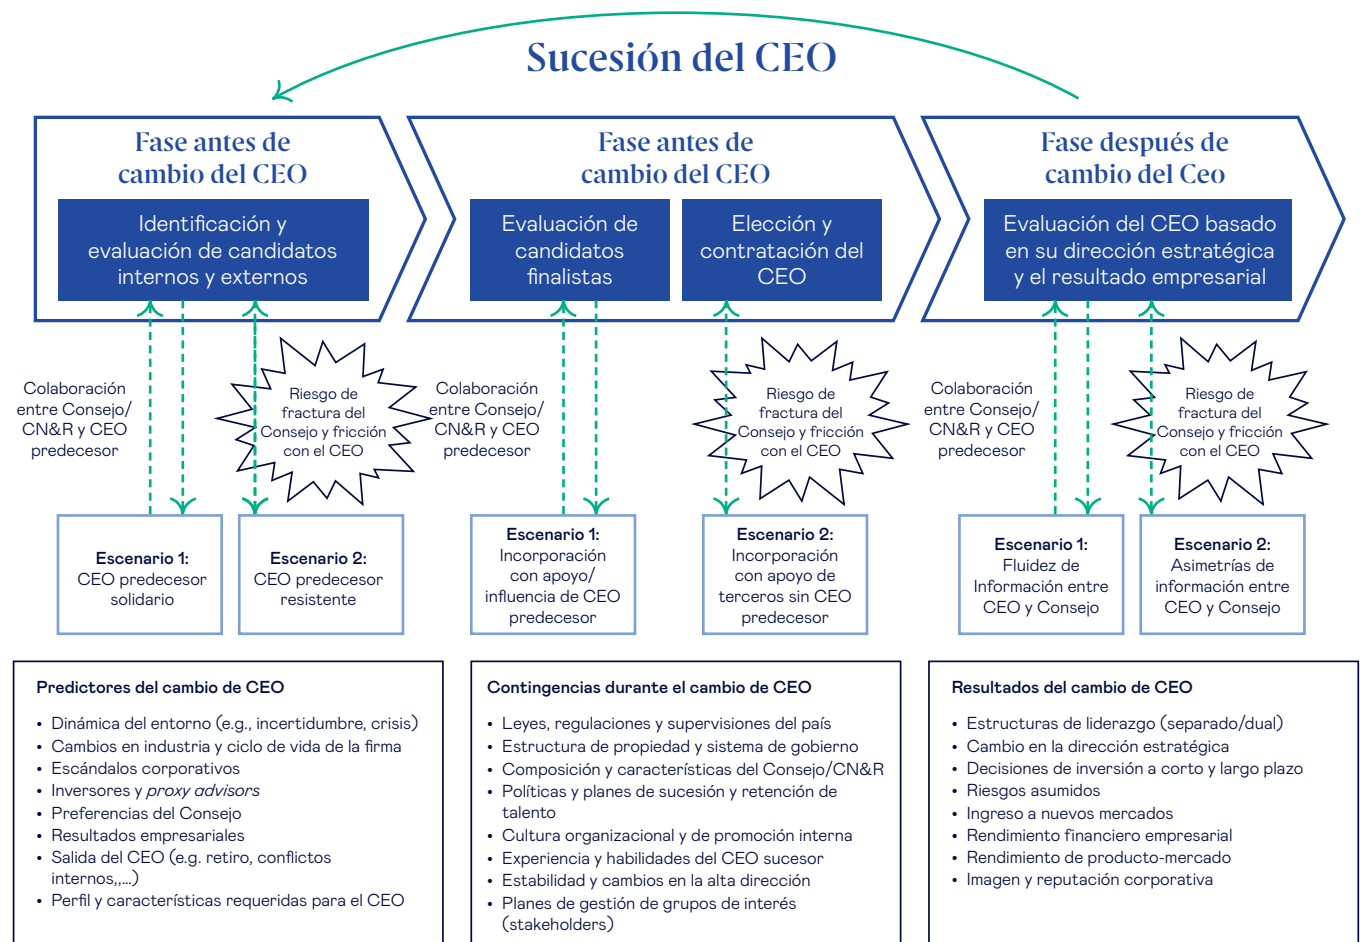 Sucesión del CEO
Fase antes de
cambio del CEO
Identificación y
evaluación de candidatos
internos y externos
Fase antes de
cambio del CEO
Evaluación de
candidatos
finalistas
Elección y
contratación del
CEO
Fase después de
cambio del Ceo
Evaluación del CEO basado
en su dirección estratégica
y el resultado empresarial
Colaboración
entre Consejo/
CN&R y CEO
predecesor
Riesgo de
fractura del
Consejo y fricción
con el CEO
Colaboración
entre Consejo/
CN&R y CEO
predecesor
Riesgo de
fractura del
Consejo y fricción
con el CEO
Colaboración
entre Consejo/
CN&R y CEO
predecesor
Riesgo de
fractura del
Consejo y fricción
con el CEO
Escenario 1:
CEO predecesor
solidario
Escenario 2:
CEO predecesor
resistente
Escenario 1:
Incorporación
con apoyo/
influencia de CEO
predecesor
Escenario 2:
Incorporación
con apoyo de
terceros sin CEO
predecesor
Escenario 1:
Fluidez de
Información entre
CEO y Consejo
Escenario 2:
Asimetrías de
información entre
CEO y Consejo
Predictores del cambio de CEO
• Dinámica del entorno (e.g., incertidumbre, crisis)
• Cambios en industria y ciclo de vida de la firma
• Escándalos corporativos
• Inversores y proxy advisors
• Preferencias del Consejo
• Resultados empresariales
• Salida del CEO (e.g. retiro, conflictos
internos,,...)
• Perfil y características requeridas para el CEO
Contingencias durante el cambio de CEO
• Leyes, regulaciones y supervisiones del país
• Estructura de propiedad y sistema de gobierno
• Composición y características del Consejo/CN&R
• Políticas y planes de sucesión y retención de
talento
• Cultura organizacional y de promoción interna
• Experiencia y habilidades del CEO sucesor
• Estabilidad y cambios en la alta dirección
• Planes de gestión de grupos de interés
(stakeholders)
Resultados del cambio de CEO
• Estructuras de liderazgo (separado/dual)
• Cambio en la dirección estratégica
• Decisiones de inversión a corto y largo plazo
• Riesgos asumidos
• Ingreso a nuevos mercados
• Rendimiento financiero empresarial
• Rendimiento de producto-mercado
• Imagen y reputación corporativa